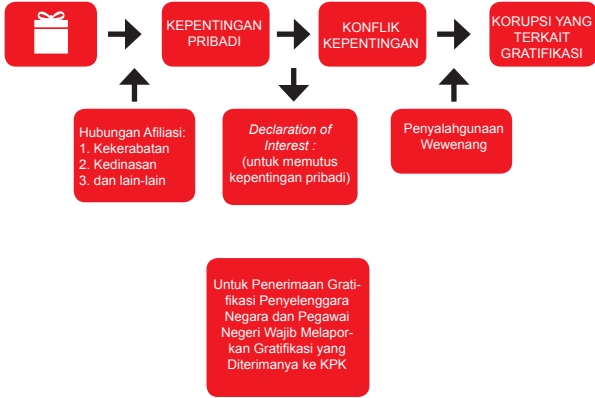 KEPENTINGAN
PRIBADI
KONFLIK
KEPENTINGAN
KORUPSI YANG
TERKAIT
GRATIFIKASI
Hubungan Afiliasi:
1. Kekerabatan
2. Kedinasan
3. dan lain-lain
Declaration of
Interest :
(untuk memutus
kepentingan pribadi)
Penyalahgunaan
Wewenang
Untuk Penerimaan Grati-
fikasi Penyelenggara
Negara dan Pegawai
Negeri Wajib Melapor-
kan Gratifikasi yang
Diterimanya ke KPK